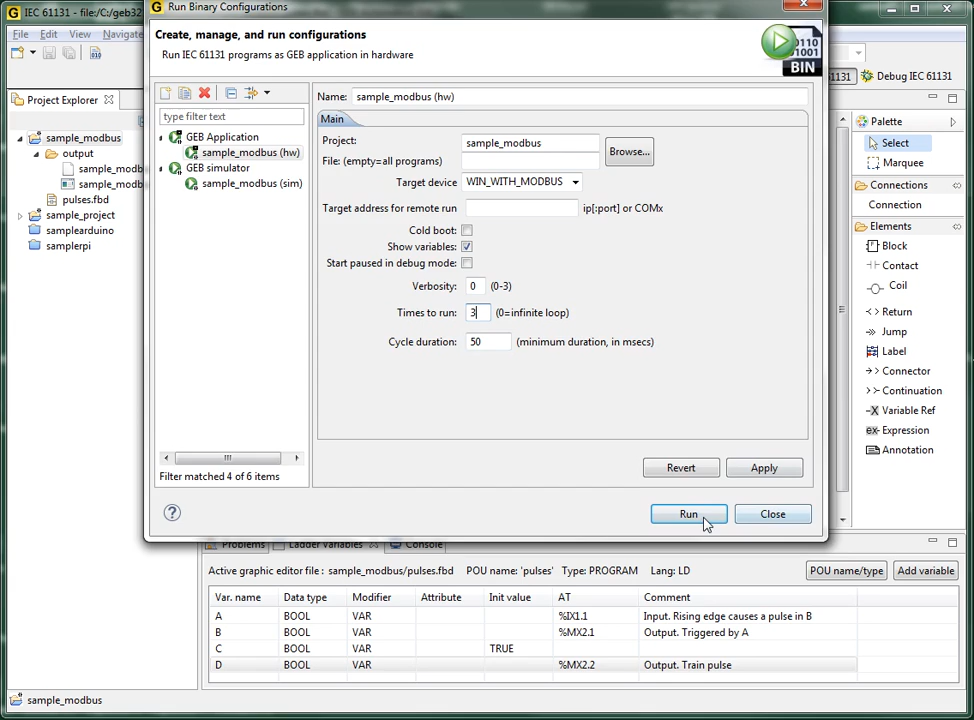 IEC 61131 - file:/C:/geb32
Run Binary Configurations
File Edit View Navigate
Create, manage, and run configurations
Run IEC 61131 programs as GEB application in hardware
0110
1001
BIN
1131
Debug IEC 61131
Project Explorer
sample_modbus
output
sample_modb
sample_modb
pulses.fbd
sample_project
samplearduino
samplerpi
type filter text
GEB Application
sample_modbus (hw)
GEB simulator
sample_modbus (sim)
Filter matched 4 of 6 items
Name: sample_modbus (hw)
Main
Project: sample_modbus
File: (empty=all programs)
Browse...
Target device WIN_WITH_MODBUS
Target address for remote run ip[:port] or COMx
Cold boot:
Show variables:
Start paused in debug mode:
Verbosity: 0 (0-3)
Times to run: 3 (0=infinite loop)
Cycle duration: 50 (minimum duration, in msecs)
Revert Apply
Run Close
Palette
Select
Marquee
Connections
Connection
Elements
Block
Contact
Coil
Return
Jump
Label
Connector
Continuation
Variable Ref
Expression
Annotation
Problems Ladder Variables Console
Active graphic editor file : sample_modbus/pulses.fbd POU name: 'pulses' Type: PROGRAM Lang: LD POU name/type Add variable
Var. name Data type Modifier Attribute Init value AT Comment
A BOOL VAR %IX1.1 Input. Rising edge causes a pulse in B
B BOOL VAR %MX2.1 Output. Triggered by A
C BOOL VAR TRUE
D BOOL VAR %MX2.2 Output. Train pulse
sample_modbus